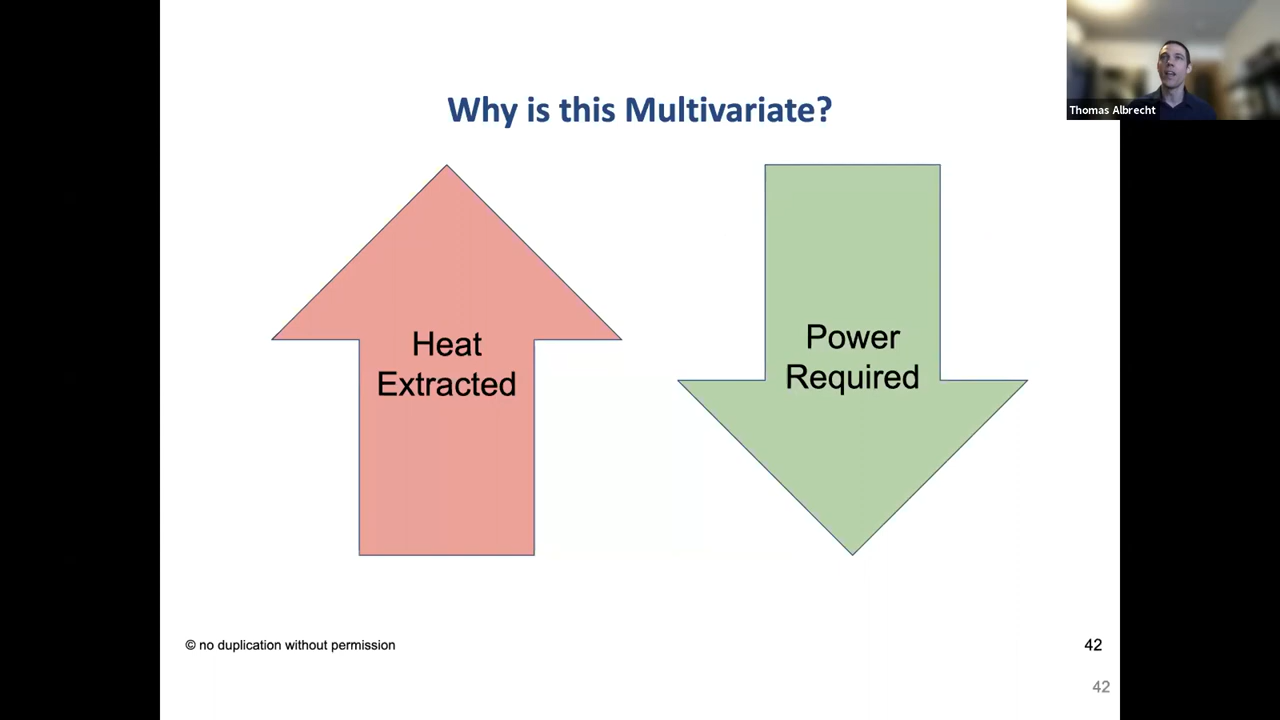 Why is this Multivariate?
Thomas Albrecht
Heat
Extracted
Power
Required
© no duplication without permission
42
42